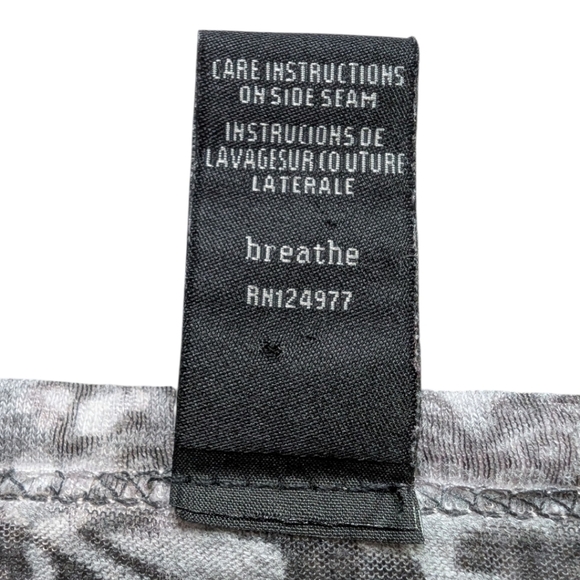 CARE INSTRUCTIONS
ON SIDE SEAM
INSTRUCIONS DE
LAVAGESUR COUTURE
LATERALE
breathe
RN124977